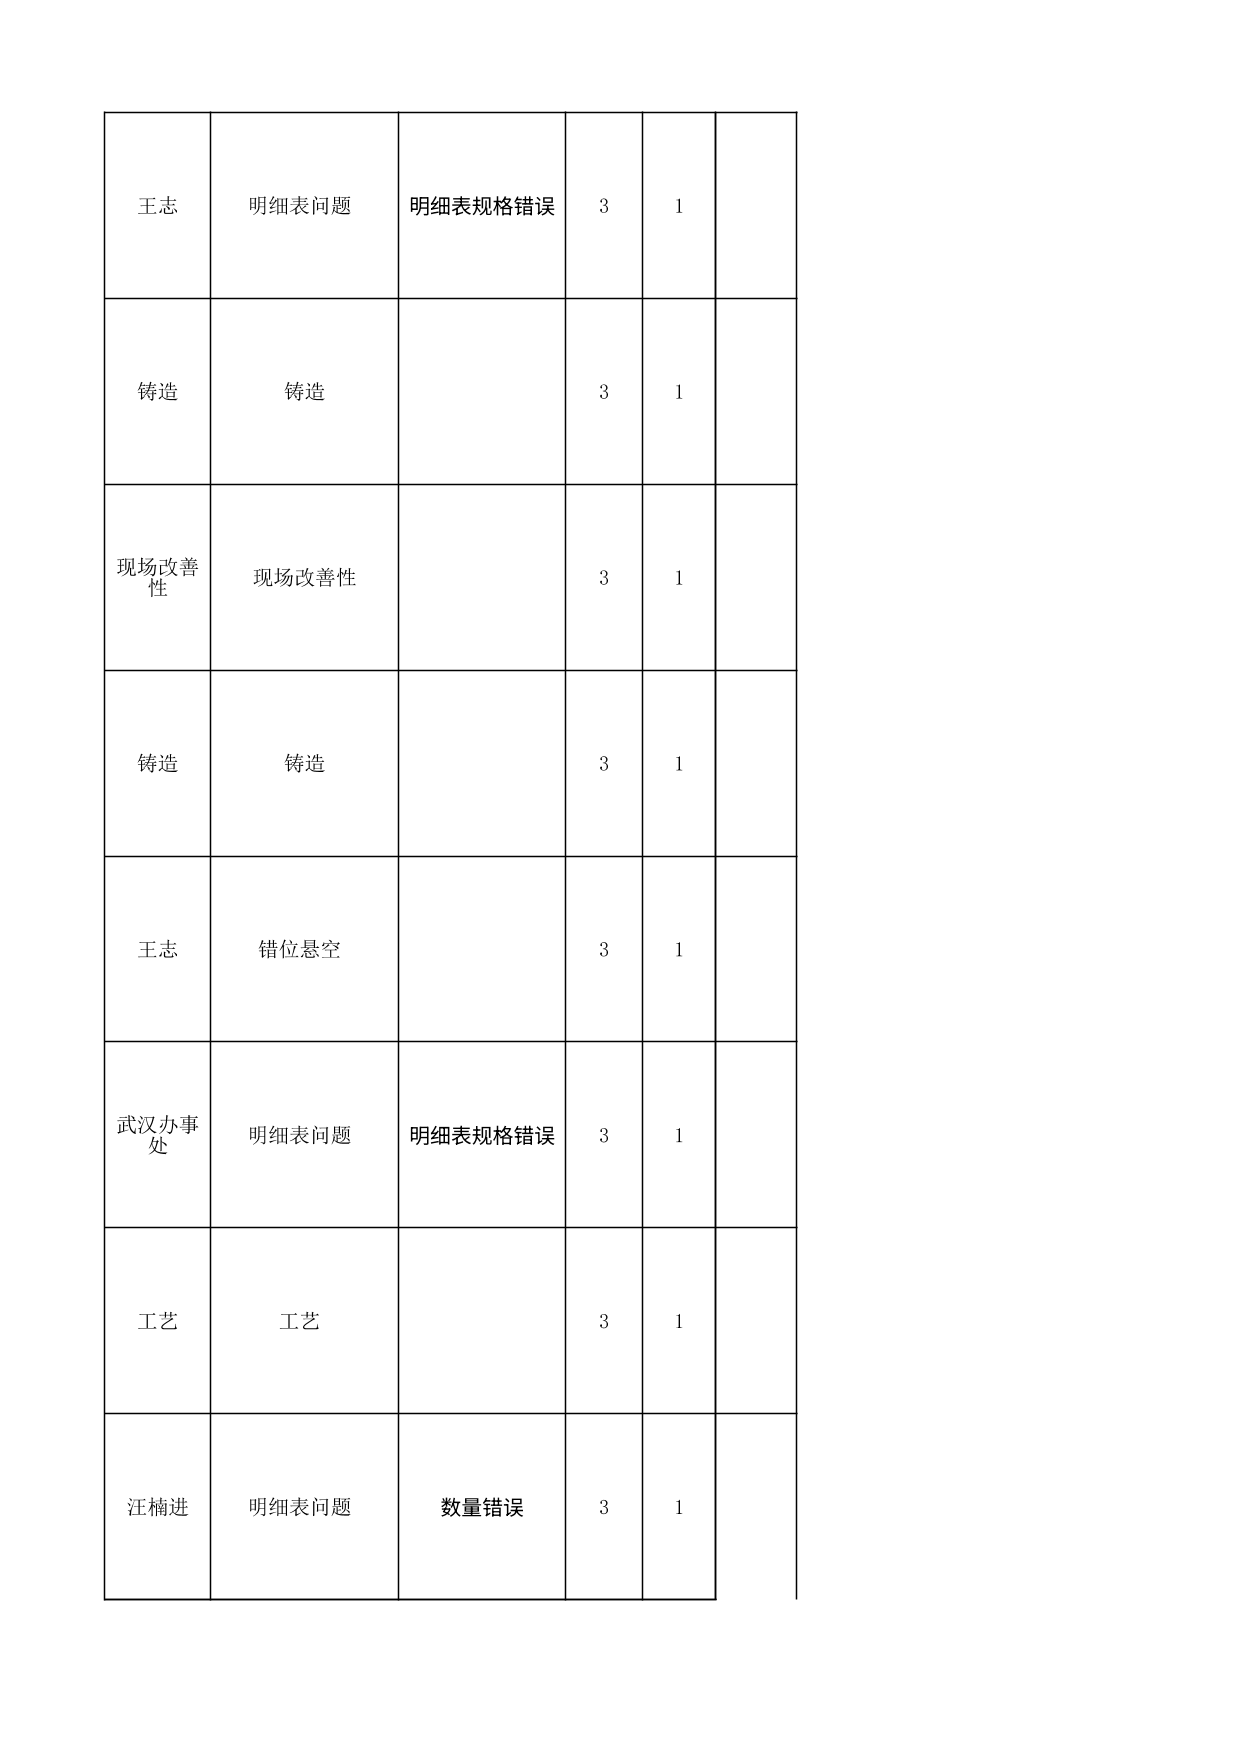 王志 明细表问题 明细表规格错误 3 1
铸造 铸造 3 1
现场改善
性 现场改善性 3 1
铸造 铸造 3 1
王志 错位悬空 3 1
武汉办事
处 明细表问题 明细表规格错误 3 1
工艺 工艺 3 1
汪楠进 明细表问题 数量错误 3 1